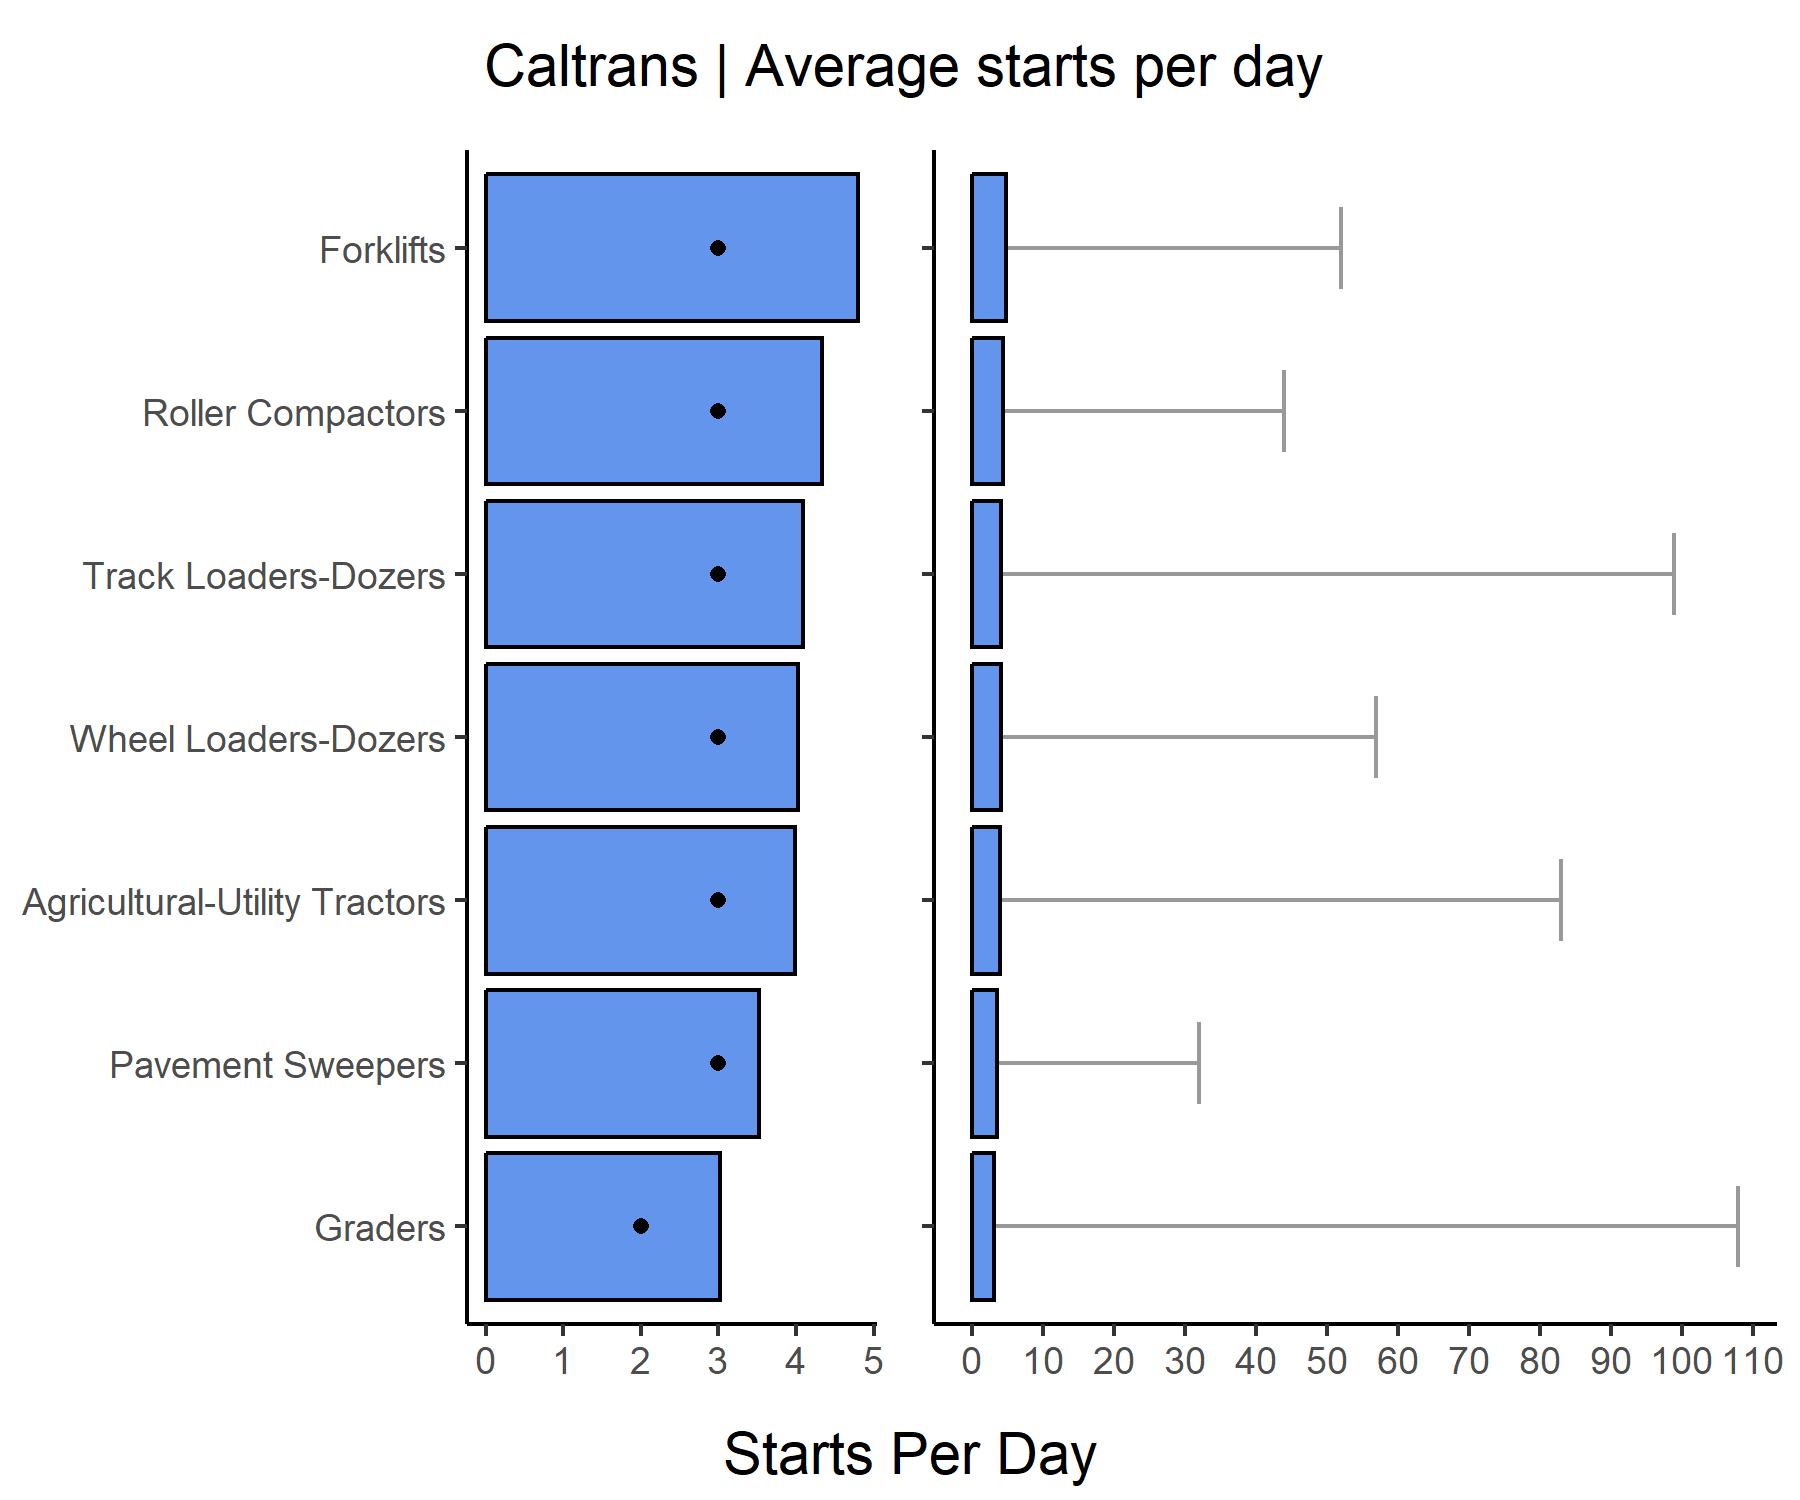 Caltrans | Average starts per day
Forklifts
Roller Compactors
Track Loaders-Dozers
Wheel Loaders-Dozers
Agricultural-Utility Tractors
Pavement Sweepers
Graders
0 1 2 3 4 5
0 10 20 30 40 50 60 70 80 90 100 110
Starts Per Day